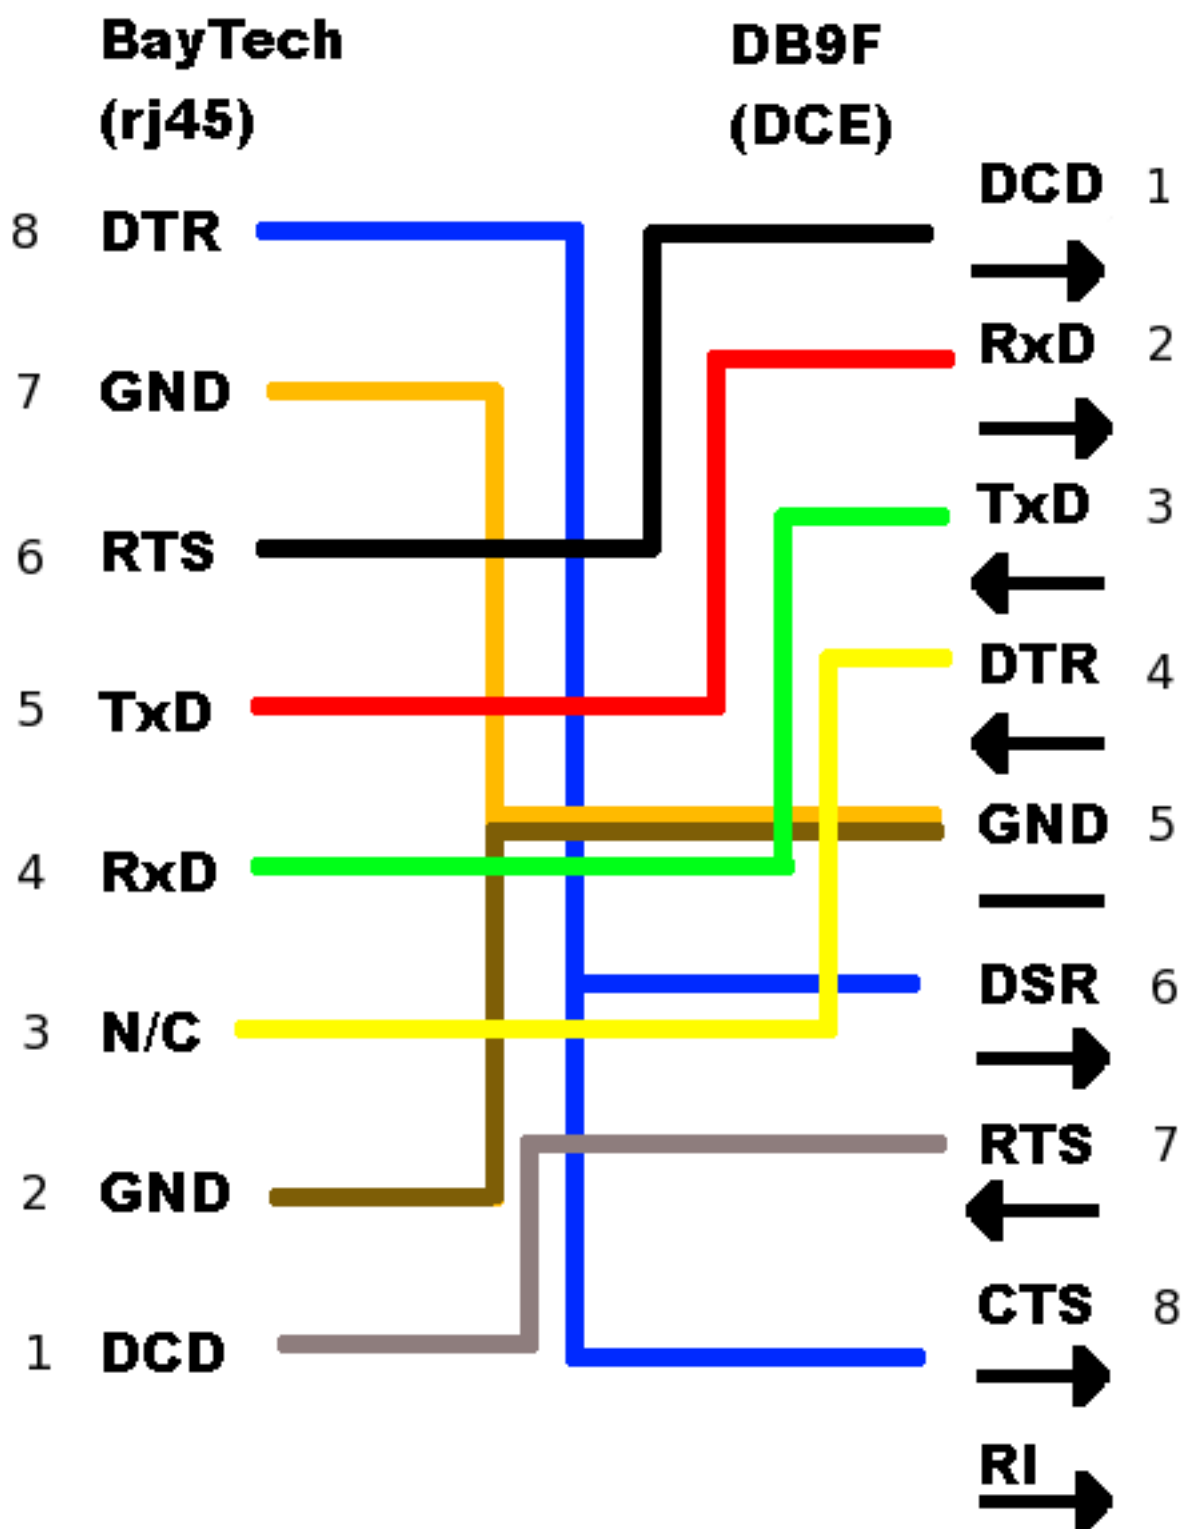 BayTech
(rj45)
DB9F
(DCE)
8 DTR
7 GND
6 RTS
5 TxD
4 RxD
3 N/C
2 GND
1 DCD
DCD 1
RxD 2
TxD 3
DTR 4
GND 5
DSR 6
RTS 7
CTS 8
RI